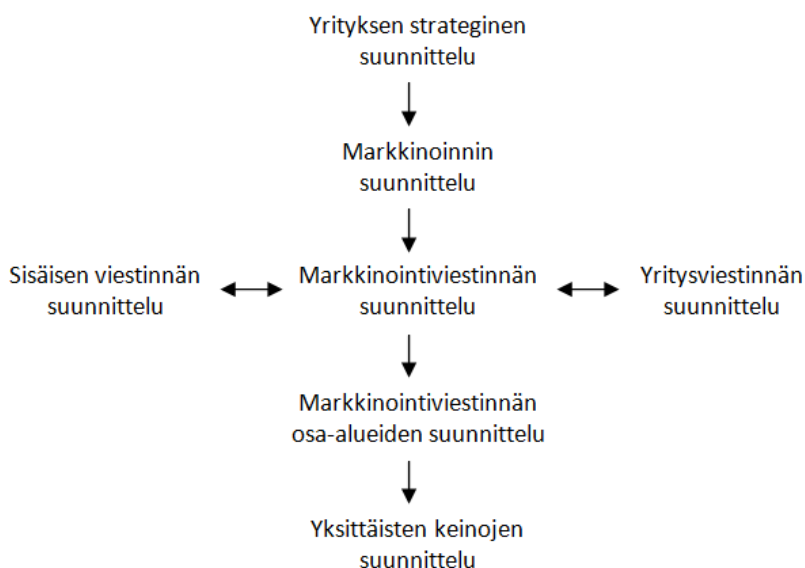 Yrityksen strateginen
suunnittelu
Markkinoinnin
suunnittelu
Sisäisen viestinnän
suunnittelu
Markkinointiviestinnän
suunnittelu
Yritysviestinnän
suunnittelu
Markkinointiviestinnän
osa-alueiden suunnittelu
Yksittäisten keinojen
suunnittelu